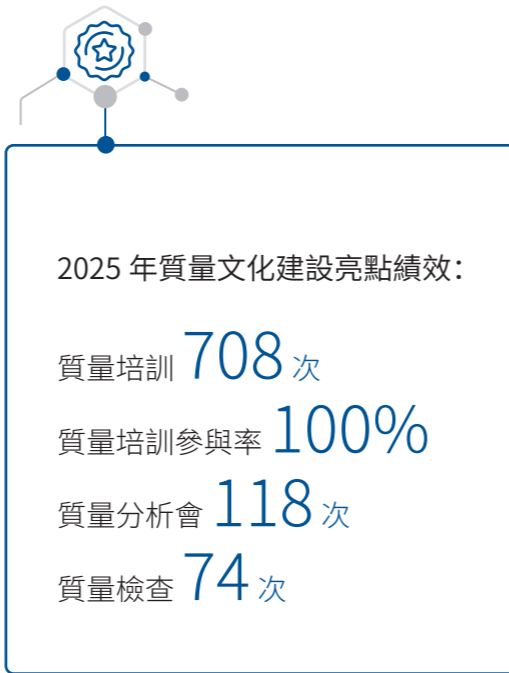 2025 年質量文化建設亮點績效：
質量培訓 708 次
質量培訓參與率 100%
質量分析會 118 次
質量檢查 74 次